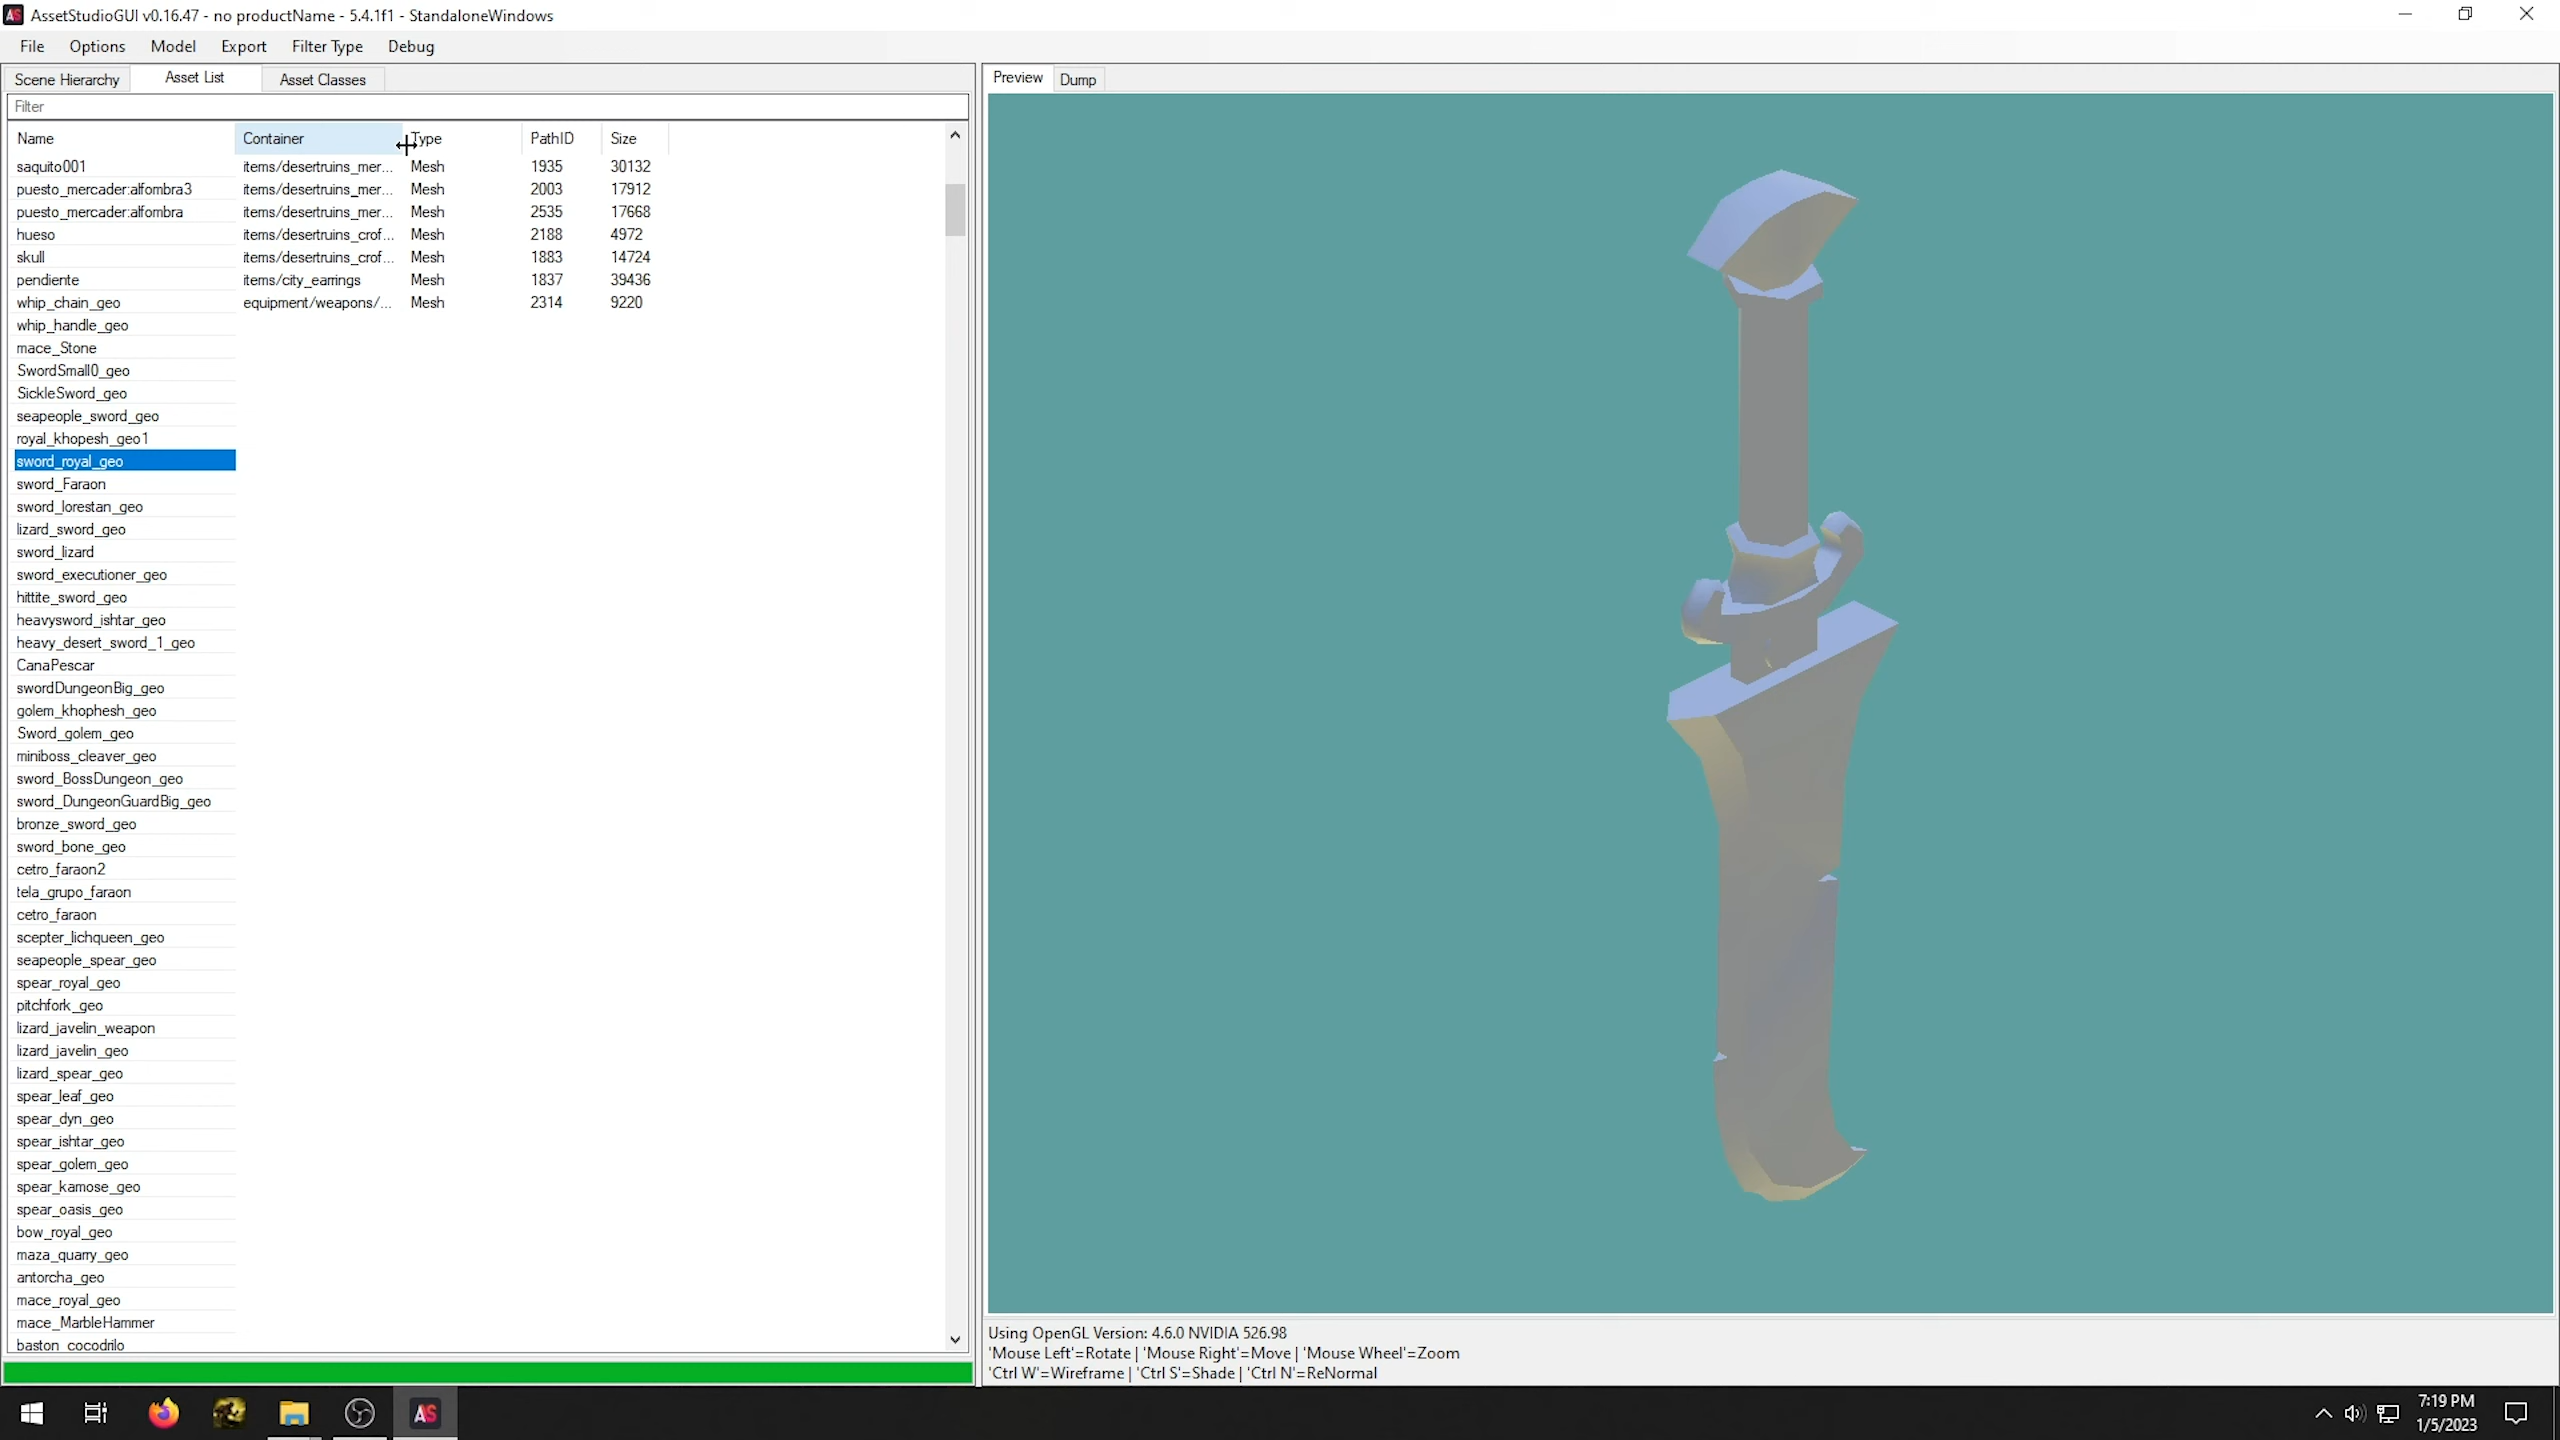 AssetStudioGUI v0.16.47 - no productName - 5.4.1f1 - StandaloneWindows
File Options Model Export Filter Type Debug
Scene Hierarchy Asset List Asset Classes
Filter
Name Container Type PathID Size
saquito001 items/desertruins_mer... Mesh 1935 30132
puesto_mercader:alfombra3 items/desertruins_mer... Mesh 2003 17912
puesto_mercader:alfombra items/desertruins_mer... Mesh 2535 17668
hueso items/desertruins_crof... Mesh 2188 4972
skull items/desertruins_crof... Mesh 1883 14724
pendiente items/city_earrings Mesh 1837 39436
whip_chain_geo equipment/weapons/... Mesh 2314 9220
whip_handle_geo
mace_Stone
SwordSmall0_geo
SickleSword_geo
seapeople_sword_geo
royal_khopesh_geo1
sword_royal_geo
sword_Faraon
sword_lorestan_geo
lizard_sword_geo
sword_lizard
sword_executioner_geo
hittite_sword_geo
heavysword_ishtar_geo
heavy_desert_sword_1_geo
CanaPescar
swordDungeonBig_geo
golem_khophesh_geo
Sword_golem_geo
miniboss_cleaver_geo
sword_BossDungeon_geo
sword_DungeonGuardBig_geo
bronze_sword_geo
sword_bone_geo
cetro_faraon2
tela_grupo_faraon
cetro_faraon
scepter_lichqueen_geo
seapeople_spear_geo
spear_royal_geo
pitchfork_geo
lizard_javelin_weapon
lizard_javelin_geo
lizard_spear_geo
spear_leaf_geo
spear_dyn_geo
spear_ishtar_geo
spear_golem_geo
spear_kamose_geo
spear_oasis_geo
bow_royal_geo
maza_quarry_geo
antorcha_geo
mace_royal_geo
mace_MarbleHammer
baston_cocodrilo
Preview Dump
Using OpenGL Version: 4.6.0 NVIDIA 526.98
'Mouse Left'=Rotate | 'Mouse Right'=Move | 'Mouse Wheel'=Zoom
'Ctrl W'=Wireframe | 'Ctrl S'=Shade | 'Ctrl N'=ReNormal
AS
7:19 PM
1/5/2023